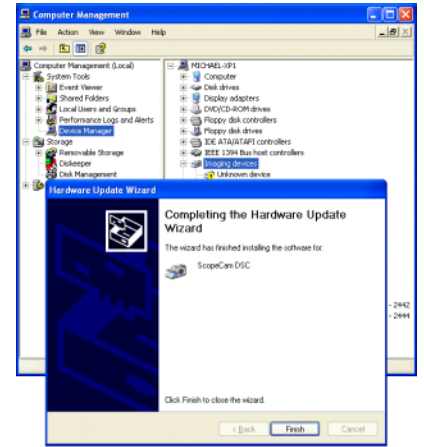 Computer Management
File Action View Window Help
Computer Management (Local)
System Tools
Event Viewer
Shared Folders
Local Users and Groups
Performance Logs and Alerts
Device Manager
Storage
Removable Storage
Diskeeper
Disk Management
MICHAEL-XP1
Computer
Disk drives
Display adapters
DVD/CD-ROM drives
Floppy disk controllers
Floppy disk drives
IDE ATA/ATAPI controllers
IEEE 1394 Bus host controllers
Imaging devices
Unknown device
- 2442
- 2444
Hardware Update Wizard
Completing the Hardware Update
Wizard
The wizard has finished installing the software for:
ScopeCam DSC
Click Finish to close the wizard.
< Back Finish Cancel